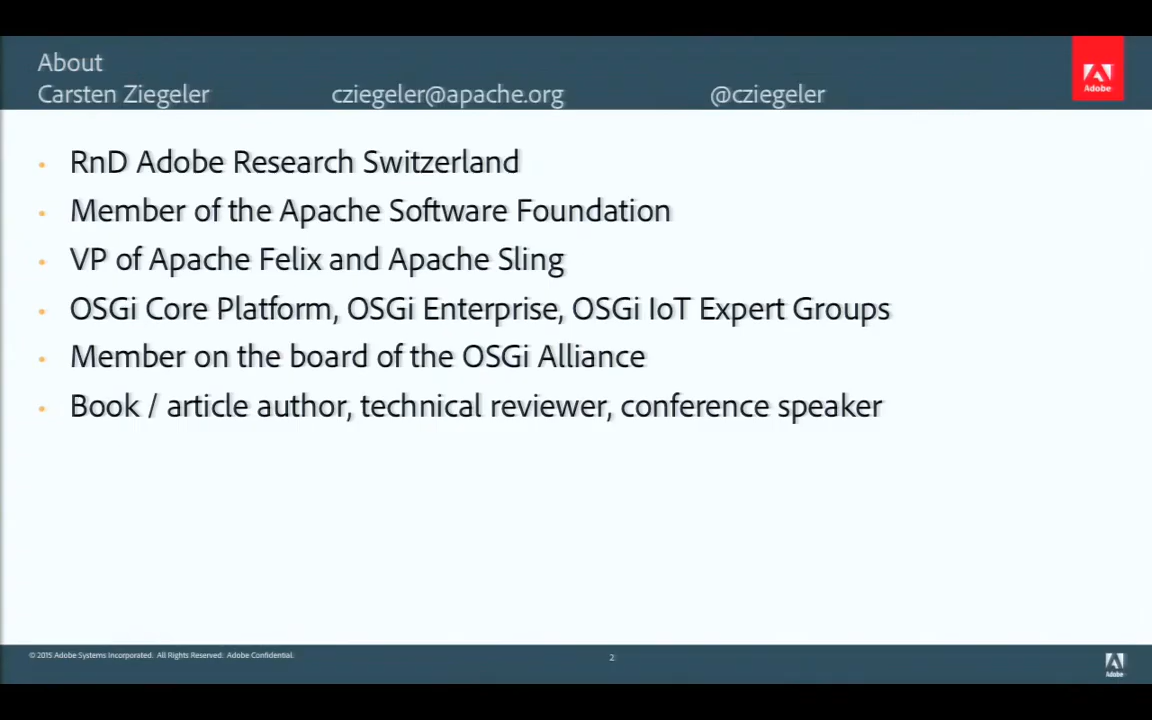 About
Carsten Ziegeler cziegeler@apache.org @cziegeler
Adobe
• RnD Adobe Research Switzerland
• Member of the Apache Software Foundation
• VP of Apache Felix and Apache Sling
• OSGi Core Platform, OSGi Enterprise, OSGi IoT Expert Groups
• Member on the board of the OSGi Alliance
• Book / article author, technical reviewer, conference speaker
© 2015 Adobe Systems Incorporated. All Rights Reserved. Adobe Confidential.
2
Adobe